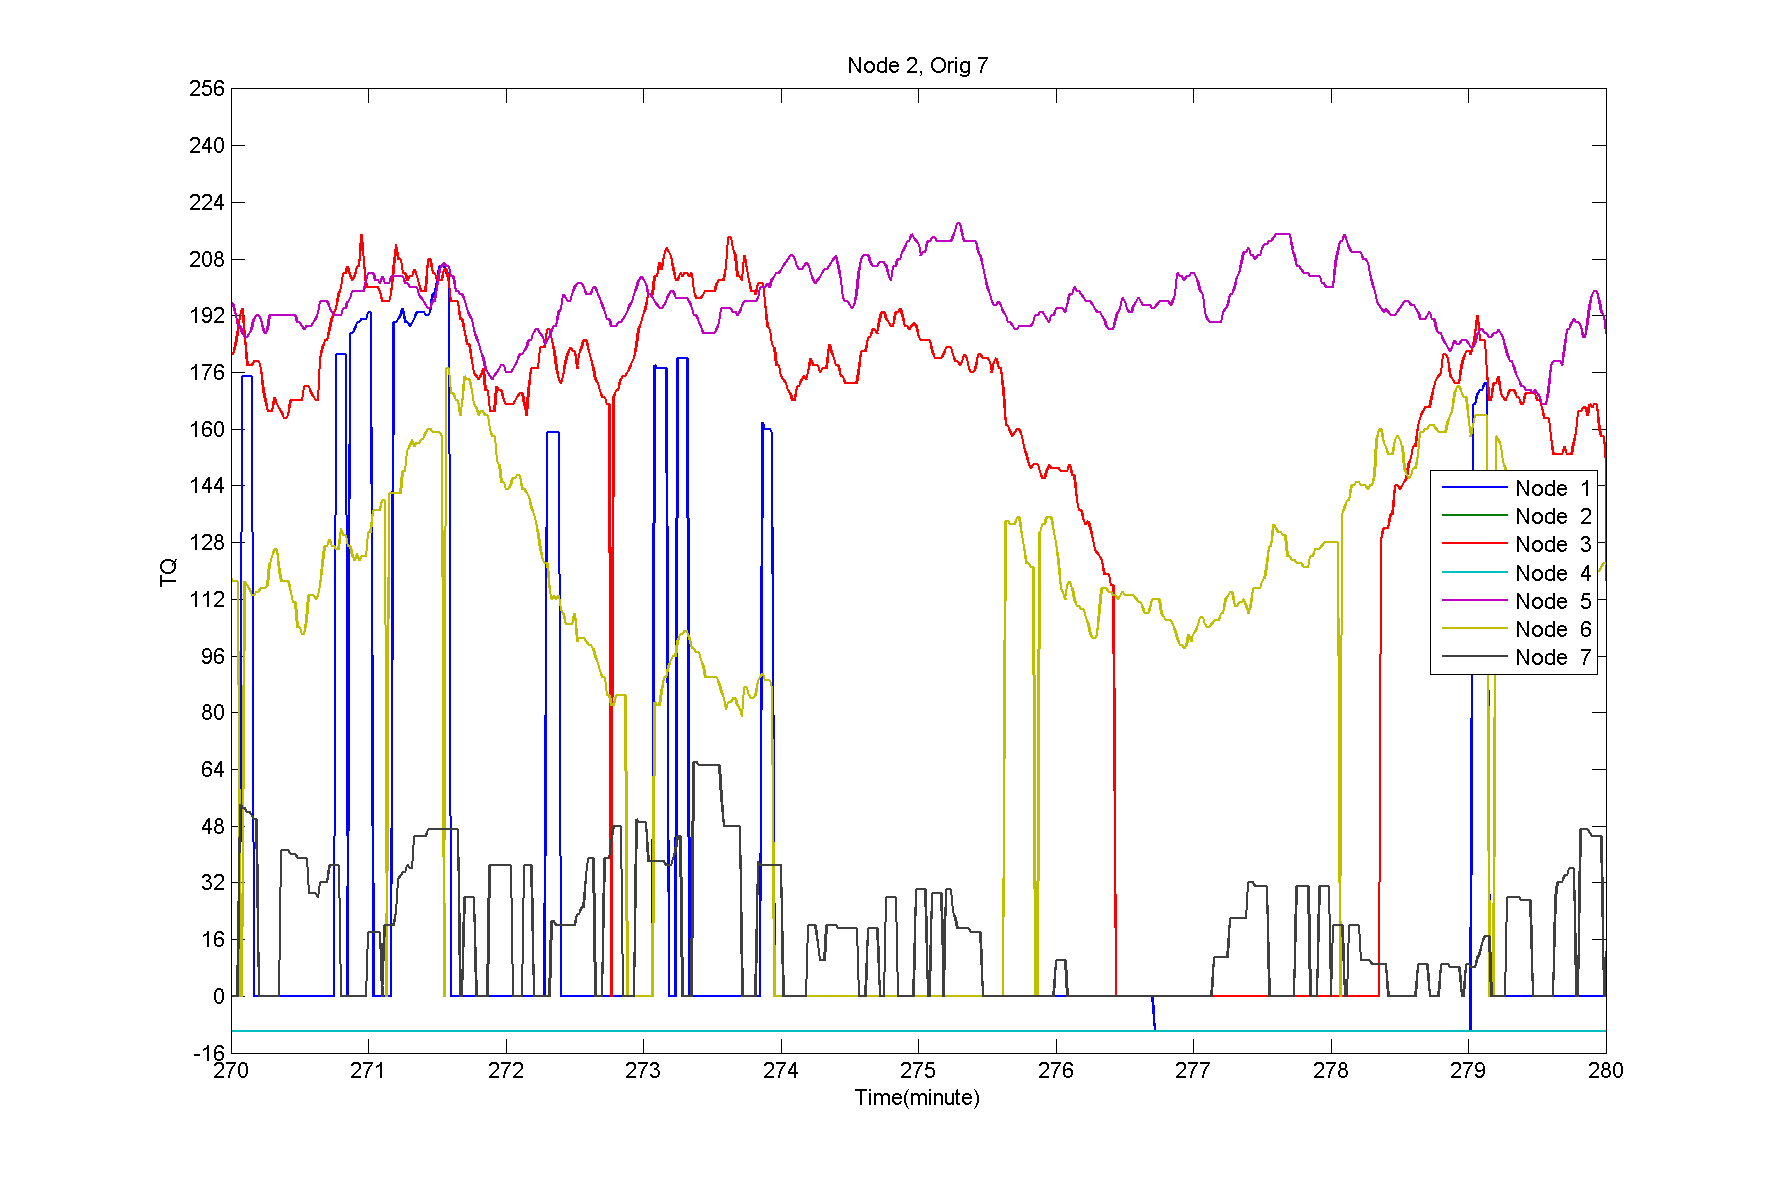 Node 2, Orig 7
256
240
224
208
192
176
160
144
128
112
96
80
64
48
32
16
0
-16
TQ
Node 1
Node 2
Node 3
Node 4
Node 5
Node 6
Node 7
270 271 272 273 274 275 276 277 278 279 280
Time(minute)